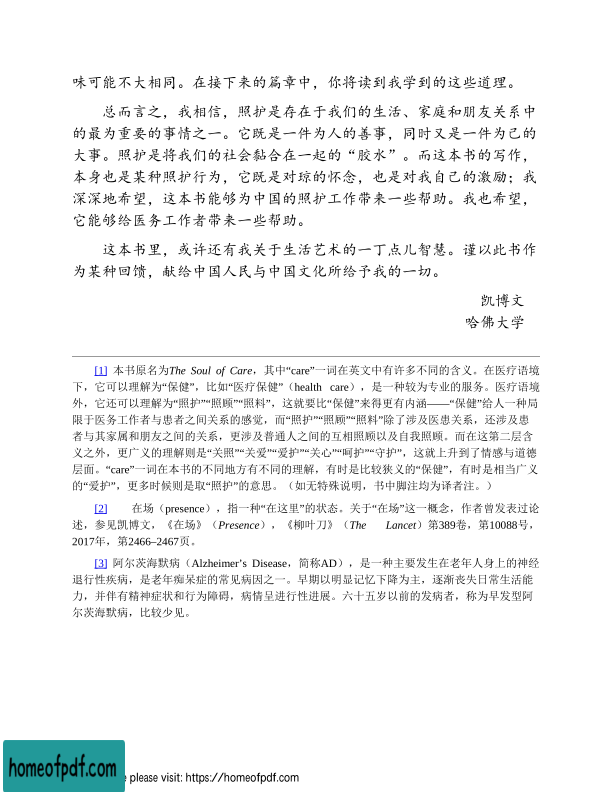 味可能不大相同。在接下来的篇章中，你将读到我学到的这些道理。
总而言之，我相信，照护是存在于我们的生活、家庭和朋友关系中
的最为重要的事情之一。它既是一件为人的善事，同时又是一件为己的
大事。照护是将我们的社会黏合在一起的“胶水”。而这本书的写作，
本身也是某种照护行为，它既是对琼的怀念，也是对我自己的激励；我
深深地希望，这本书能够为中国的照护工作带来一些帮助。我也希望，
它能够给医务工作者带来一些帮助。
这本书里，或许还有我关于生活艺术的一丁点儿智慧。谨以此书作
为某种回馈，献给中国人民与中国文化所给予我的一切。
凯博文
哈佛大学
[1] 本书原名为The Soul of Care，其中“care”一词在英文中有许多不同的含义。在医疗语境
下，它可以理解为“保健”，比如“医疗保健”（health care），是一种较为专业的服务。医疗语境
外，它还可以理解为“照护”“照顾”“照料”，这就要比“保健”来得更有内涵——“保健”给人一种局
限于医务工作者与患者之间关系的感觉，而“照护”“照顾”“照料”除了涉及医患关系，还涉及患
者与其家属和朋友之间的关系，更涉及普通人之间的互相照顾以及自我照顾。而在这第二层含
义之外，更广义的理解则是“关照”“关爱”“爱护”“关心”“呵护”“守护”，这就上升到了情感与道德
层面。“care”一词在本书的不同地方有不同的理解，有时是比较狭义的“保健”，有时是相当广义
的“爱护”，更多时候则是取“照护”的意思。（如无特殊说明，书中脚注均为译者注。）
[2] 在场（presence），指一种“在这里”的状态。关于“在场”这一概念，作者曾发表过论
述，参见凯博文，《在场》（Presence），《柳叶刀》（The Lancet）第389卷，第10088号，
2017年，第2466–2467页。
[3] 阿尔茨海默病（Alzheimer’s Disease，简称AD），是一种主要发生在老年人身上的神经
退行性疾病，是老年痴呆症的常见病因之一。早期以明显记忆下降为主，逐渐丧失日常生活能
力，并伴有精神症状和行为障碍，病情呈进行性进展。六十五岁以前的发病者，称为早发型阿
尔茨海默病，比较少见。
homeofpdf.com
please visit: https://homeofpdf.com